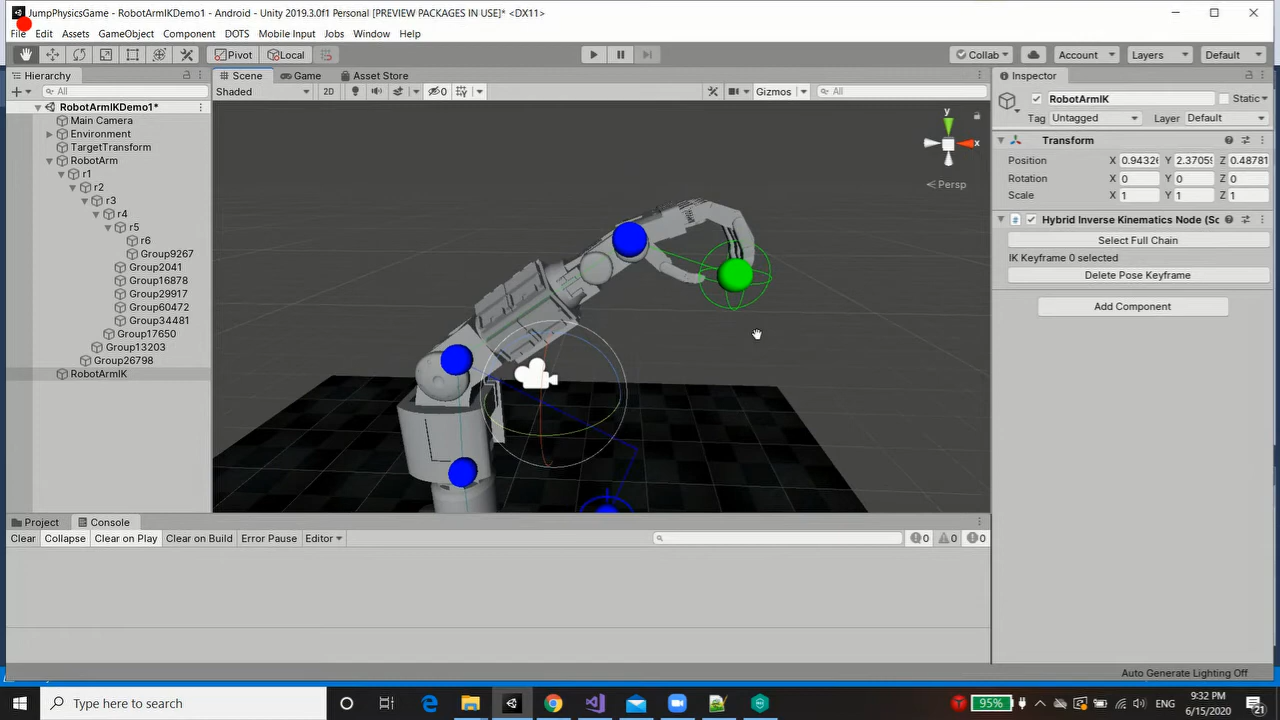 JumpPhysicsGame - RobotArmIKDemo1 - Android - Unity 2019.3.0f1 Personal [PREVIEW PACKAGES IN USE]* <DX11>
File Edit Assets GameObject Component DOTS Mobile Input Jobs Window Help
Pivot Local Collab Account Layers Default
Hierarchy
All
RobotArmIKDemo1*
Main Camera
Environment
TargetTransform
RobotArm
r1
r2
r3
r4
r5
r6
Group9267
Group2041
Group16878
Group29917
Group60472
Group34481
Group17650
Group13203
Group26798
RobotArmIK
Scene Game Asset Store
Shaded 2D 0 Gizmos All
y
x
Persp
Inspector
RobotArmIK Static
Tag Untagged Layer Default
Transform
Position X 0.9432 Y 2.3705 Z 0.48781
Rotation X 0 Y 0 Z 0
Scale X 1 Y 1 Z 1
Hybrid Inverse Kinematics Node (Sc
Select Full Chain
IK Keyframe 0 selected
Delete Pose Keyframe
Add Component
Project Console
Clear Collapse Clear on Play Clear on Build Error Pause Editor 0 0 0
Auto Generate Lighting Off
Type here to search
95%
ENG
9:32 PM
6/15/2020
21